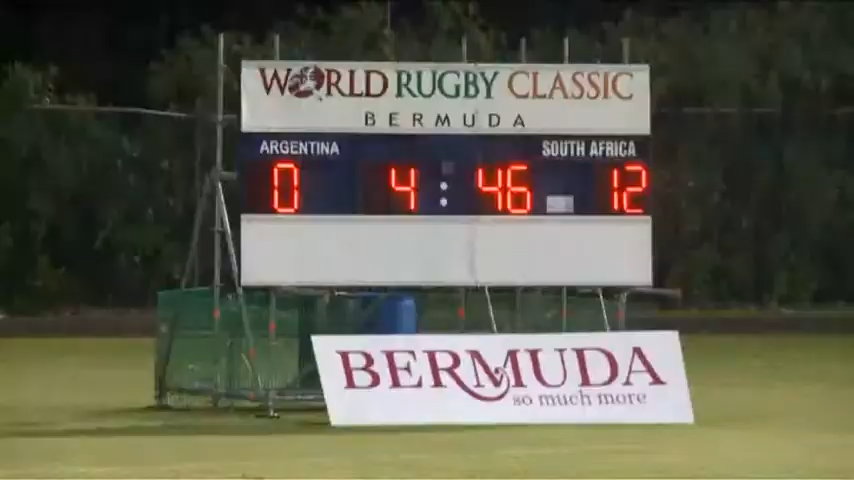 WORLD RUGBY CLASSIC
BERMUDA
ARGENTINA SOUTH AFRICA
0 4:46 12
BERMUDA
so much more